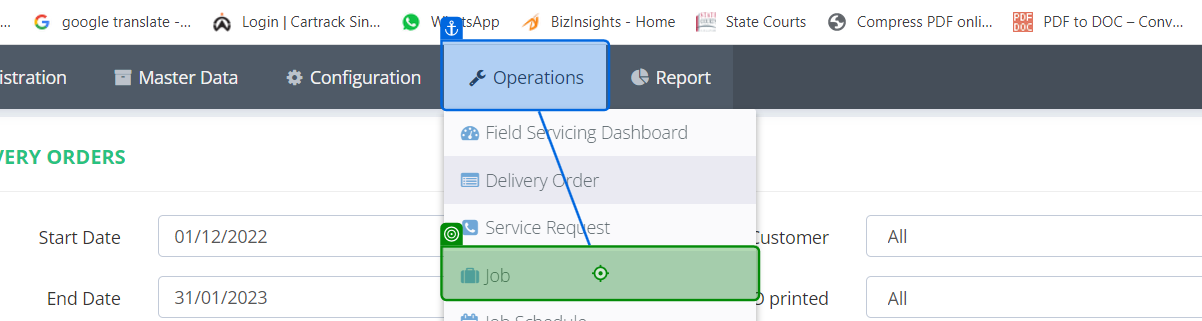 google translate -...
Login | Cartrack Sin...
WhatsApp
BizInsights - Home
State Courts
Compress PDF onli...
PDF to DOC – Conv...
istration
Master Data
Configuration
Operations
Report
Field Servicing Dashboard
VERY ORDERS
Delivery Order
Service Request
Start Date
01/12/2022
Customer
All
Job
End Date
31/01/2023
printed
All
Job Schedule